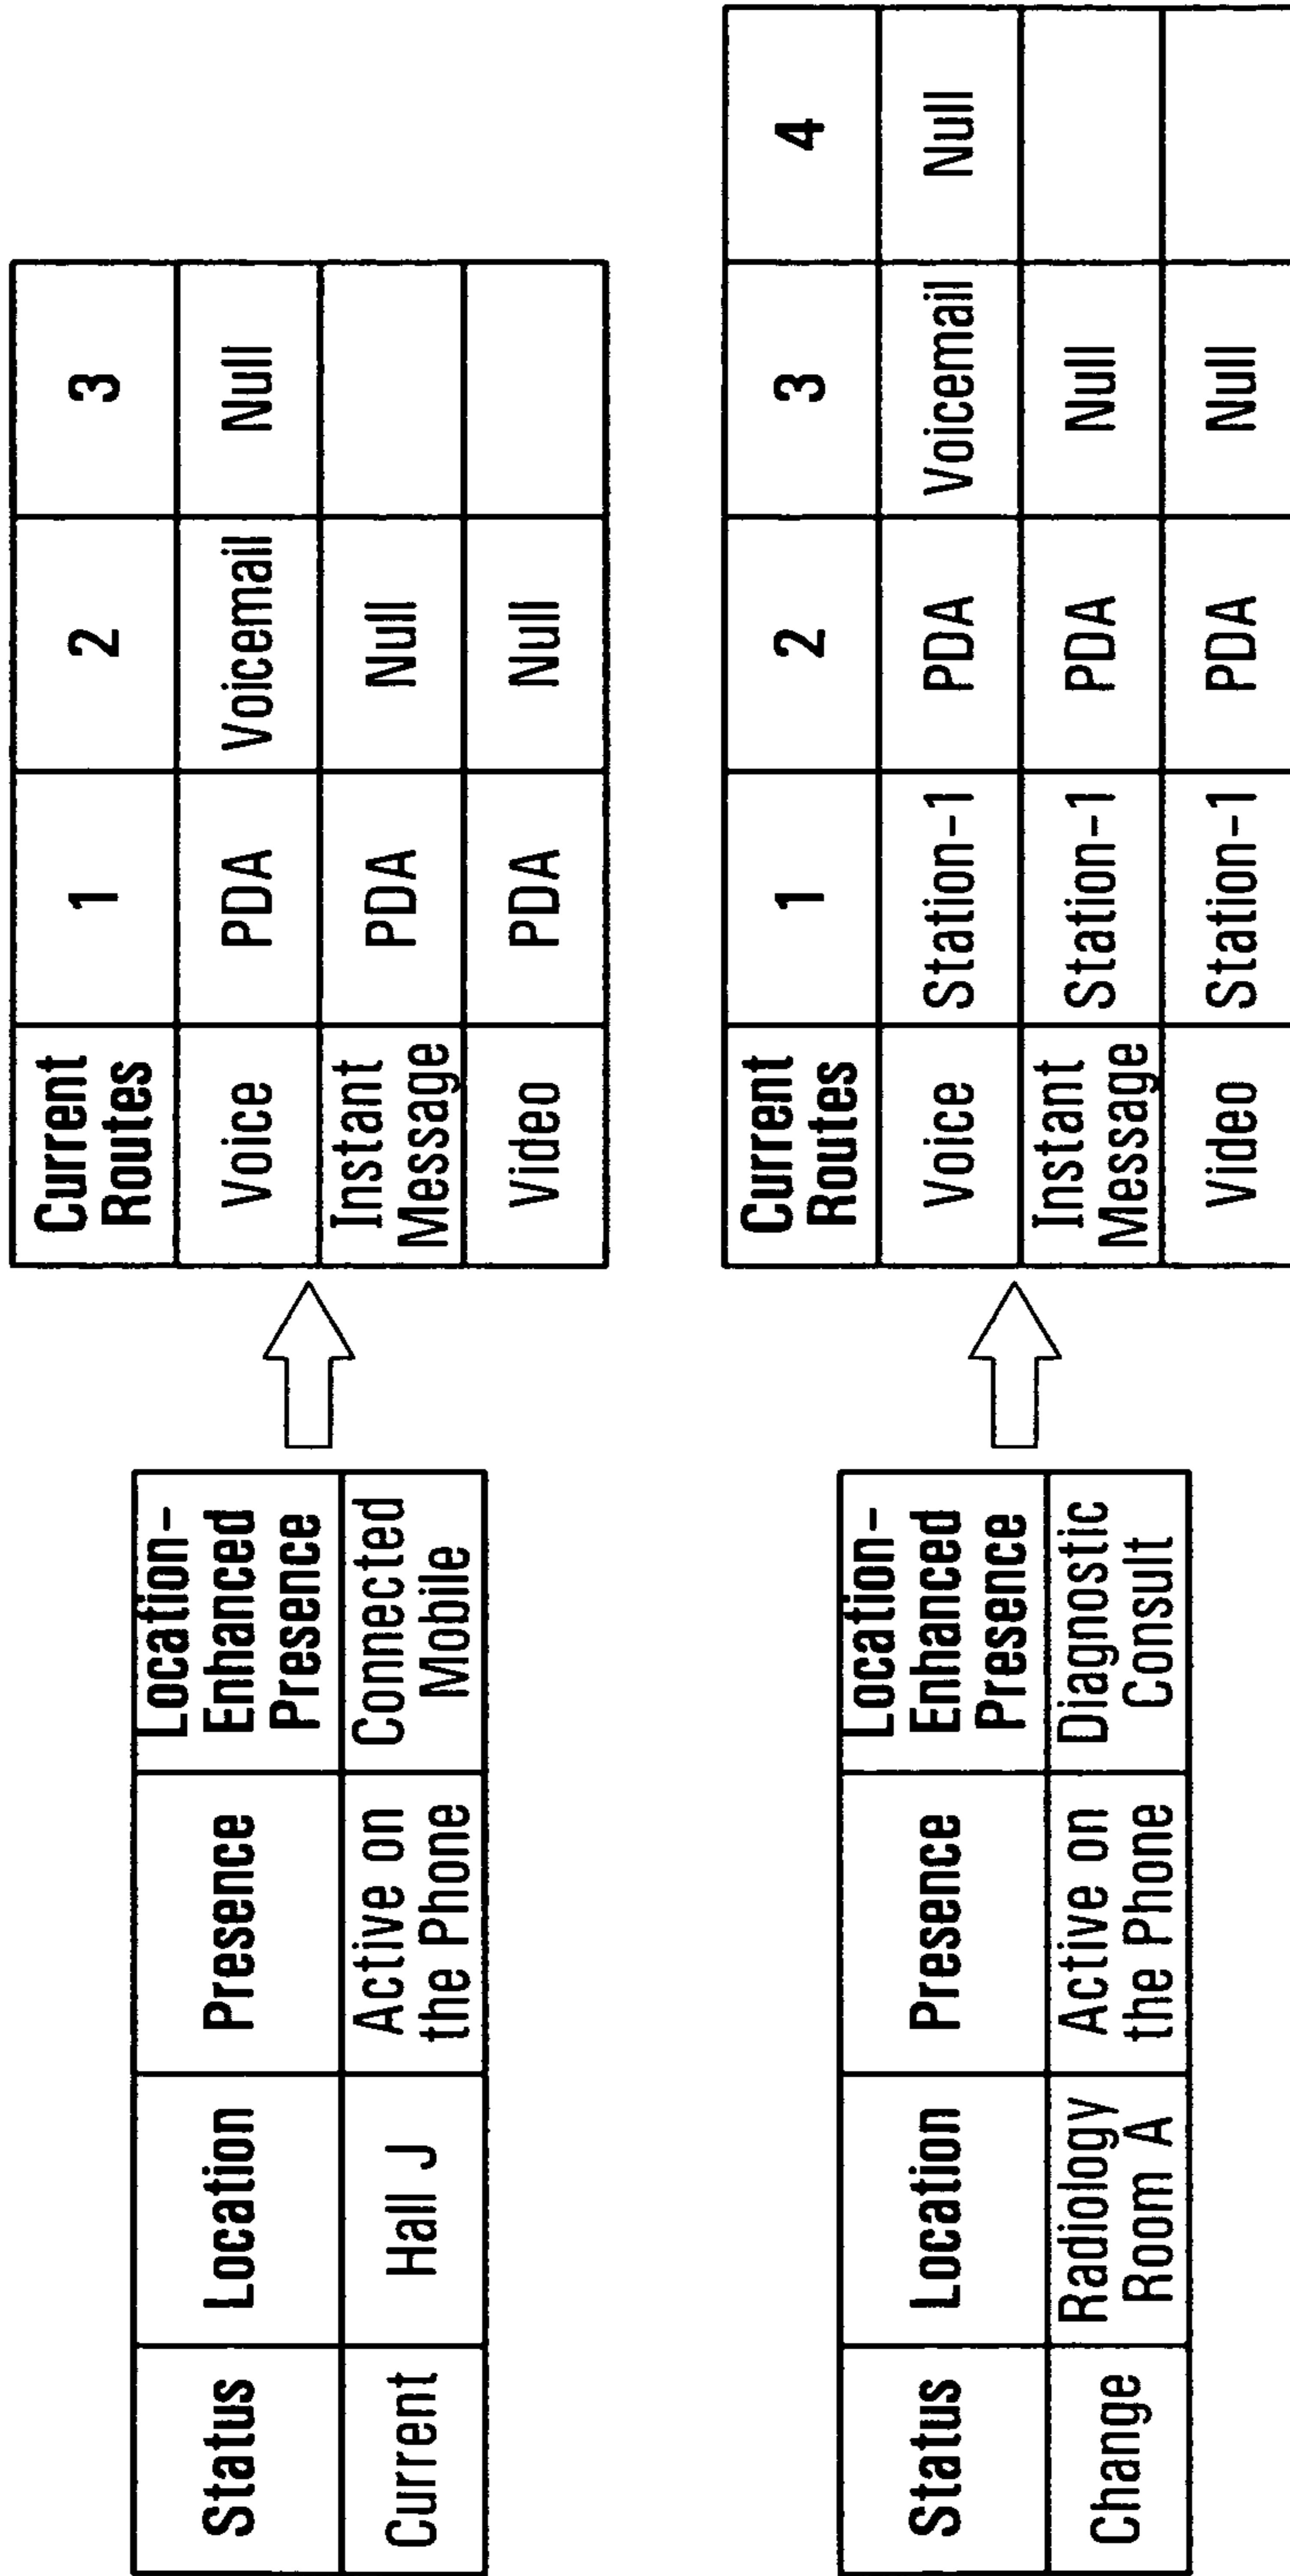 Status Location Presence Location-
Enhanced
Presence
Current Hall J Active on
the Phone Connected
Mobile
Current
Routes 1 2 3
Voice PDA Voicemail Null
Instant
Message PDA Null
Video PDA Null
Status Location Presence Location-
Enhanced
Presence
Change Radiology
Room A Active on
the Phone Diagnostic
Consult
Current
Routes 1 2 3 4
Voice Station-1 PDA Voicemail Null
Instant
Message Station-1 PDA Null
Video Station-1 PDA Null